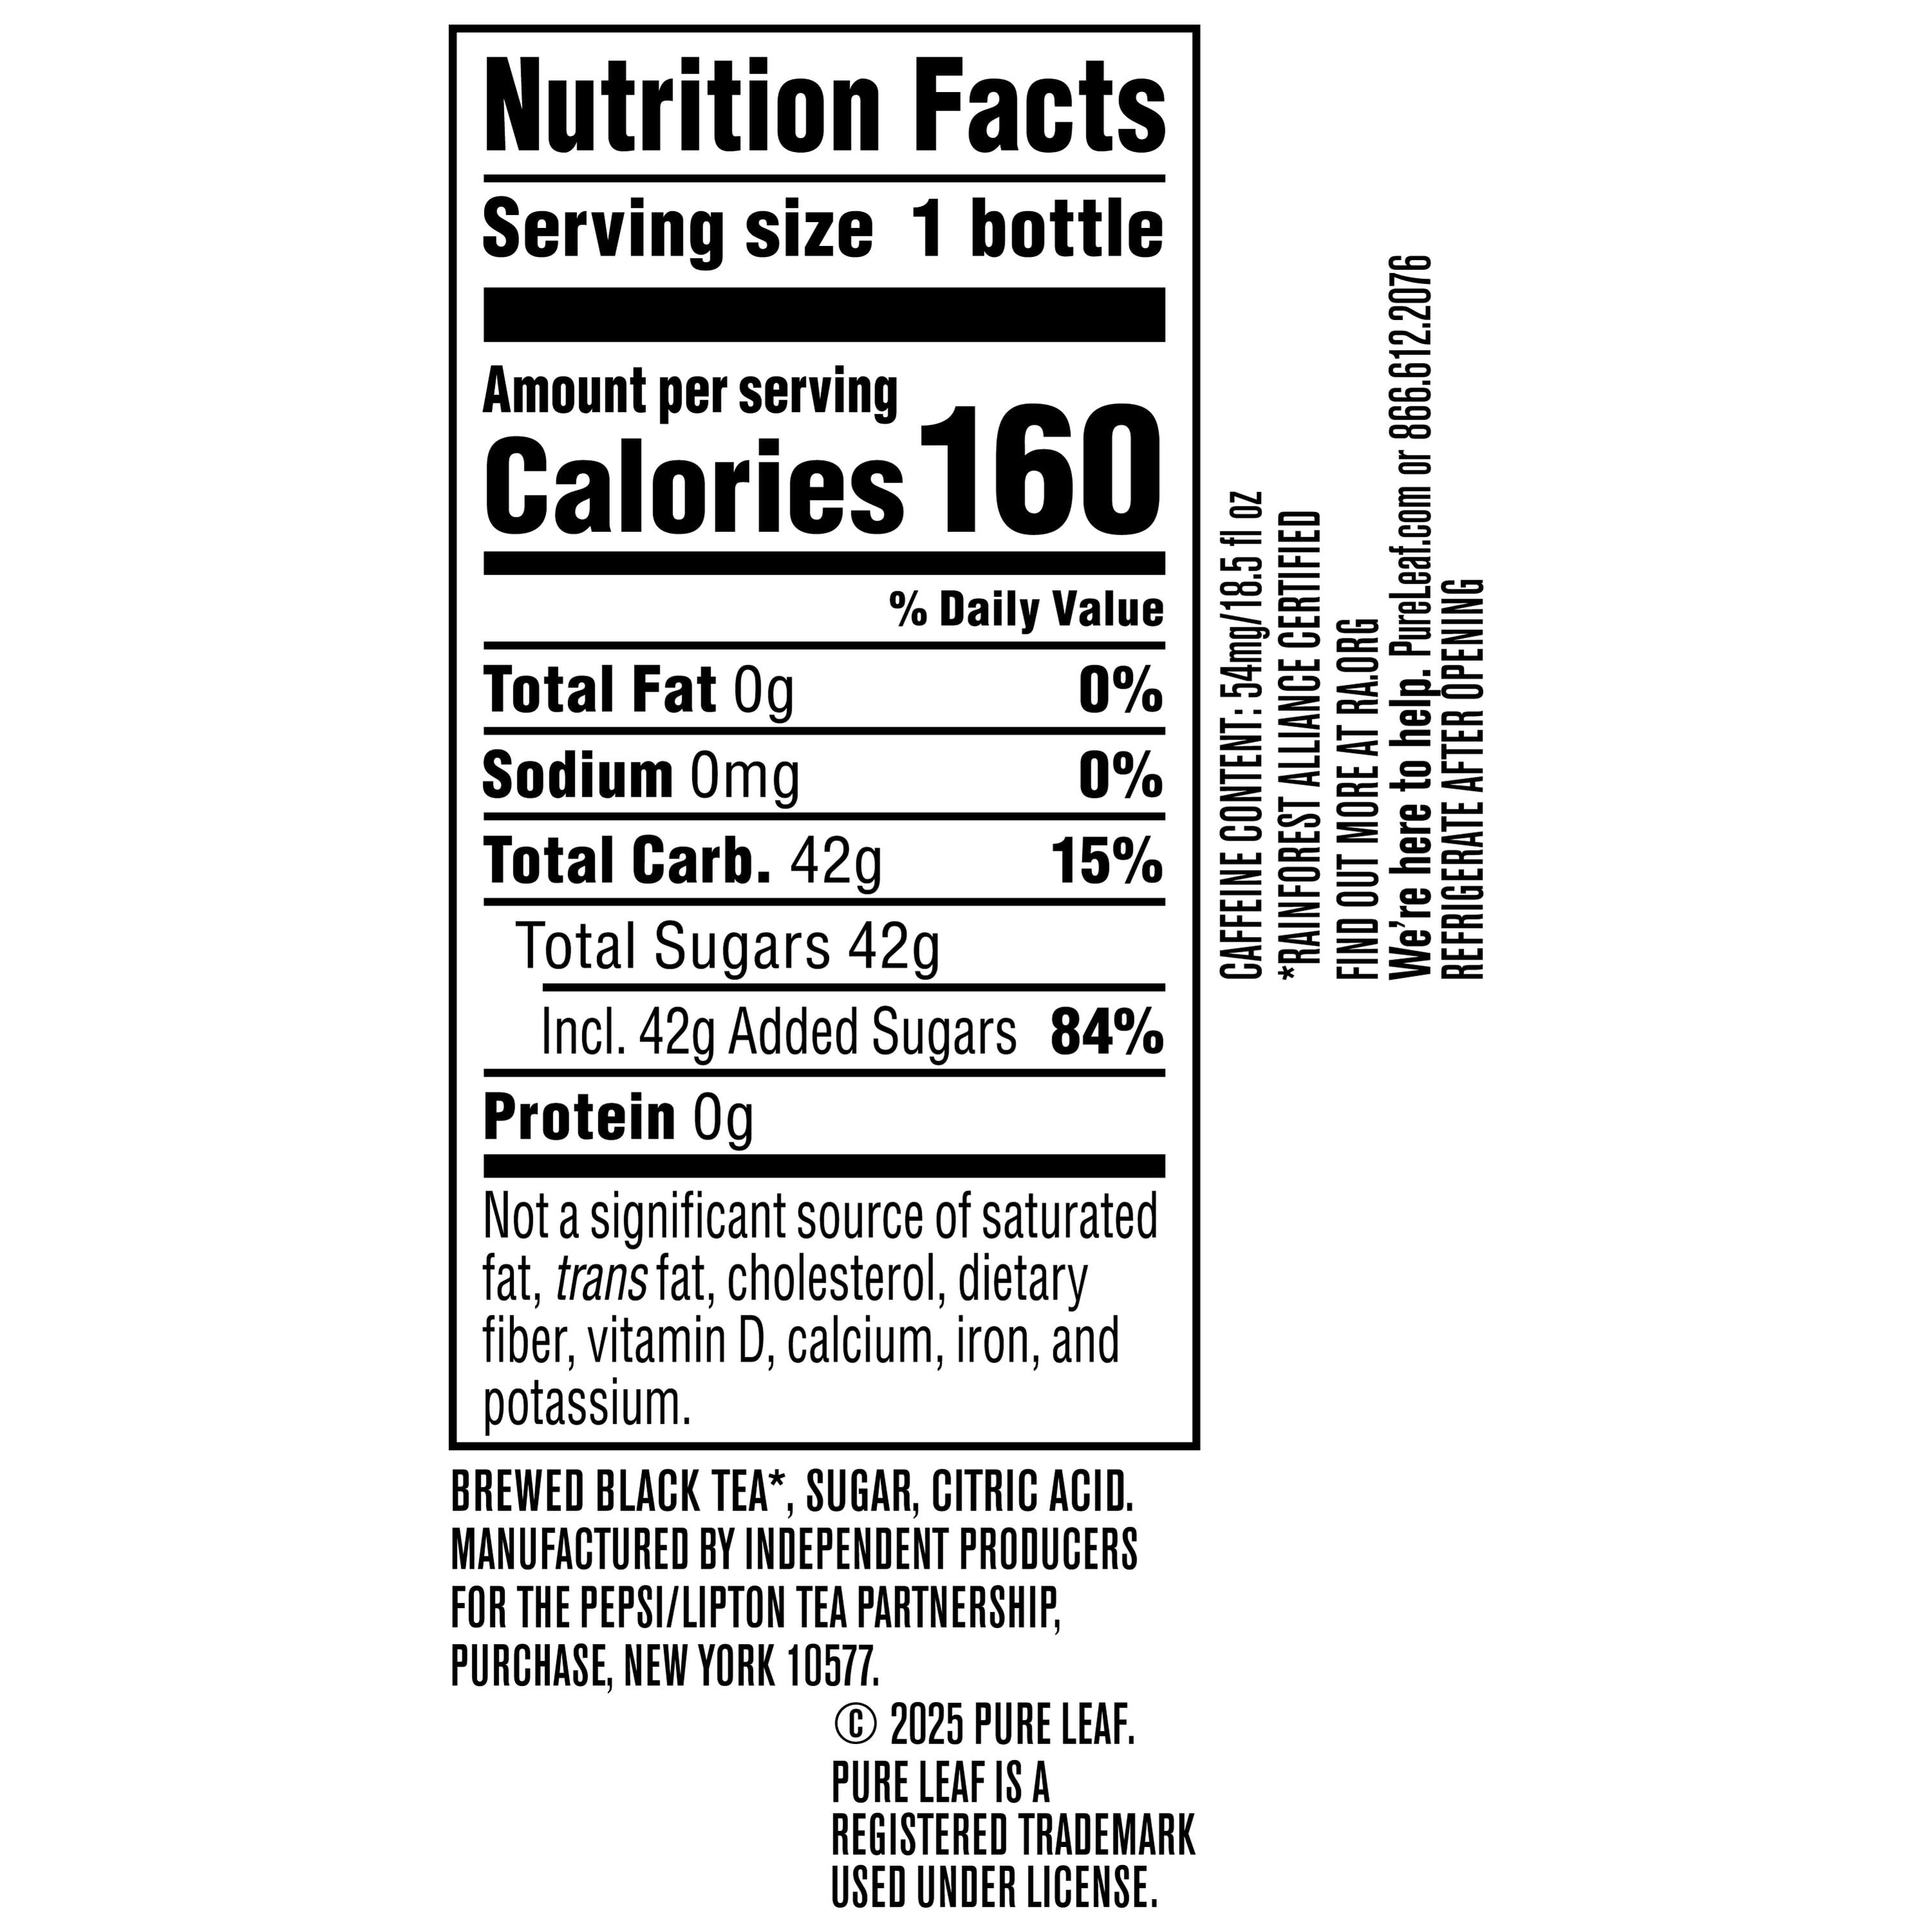 Nutrition Facts
Serving size 1 bottle
Amount per serving
Calories 160
% Daily Value
Total Fat 0g 0%
Sodium 0mg 0%
Total Carb. 42g 15%
Total Sugars 42g
Incl. 42g Added Sugars 84%
Protein 0g
Not a significant source of saturated
fat, trans fat, cholesterol, dietary
fiber, vitamin D, calcium, iron, and
potassium.
BREWED BLACK TEA*, SUGAR, CITRIC ACID.
MANUFACTURED BY INDEPENDENT PRODUCERS
FOR THE PEPSI/LIPTON TEA PARTNERSHIP,
PURCHASE, NEW YORK 10577.
© 2025 PURE LEAF.
PURE LEAF IS A
REGISTERED TRADEMARK
USED UNDER LICENSE.
CAFFEINE CONTENT: 54mg/18.5 fl oz
*RAINFOREST ALLIANCE CERTIFIED
FIND OUT MORE AT RA.ORG
We're here to help. PureLeaf.com or 866.612.2076
REFRIGERATE AFTER OPENING